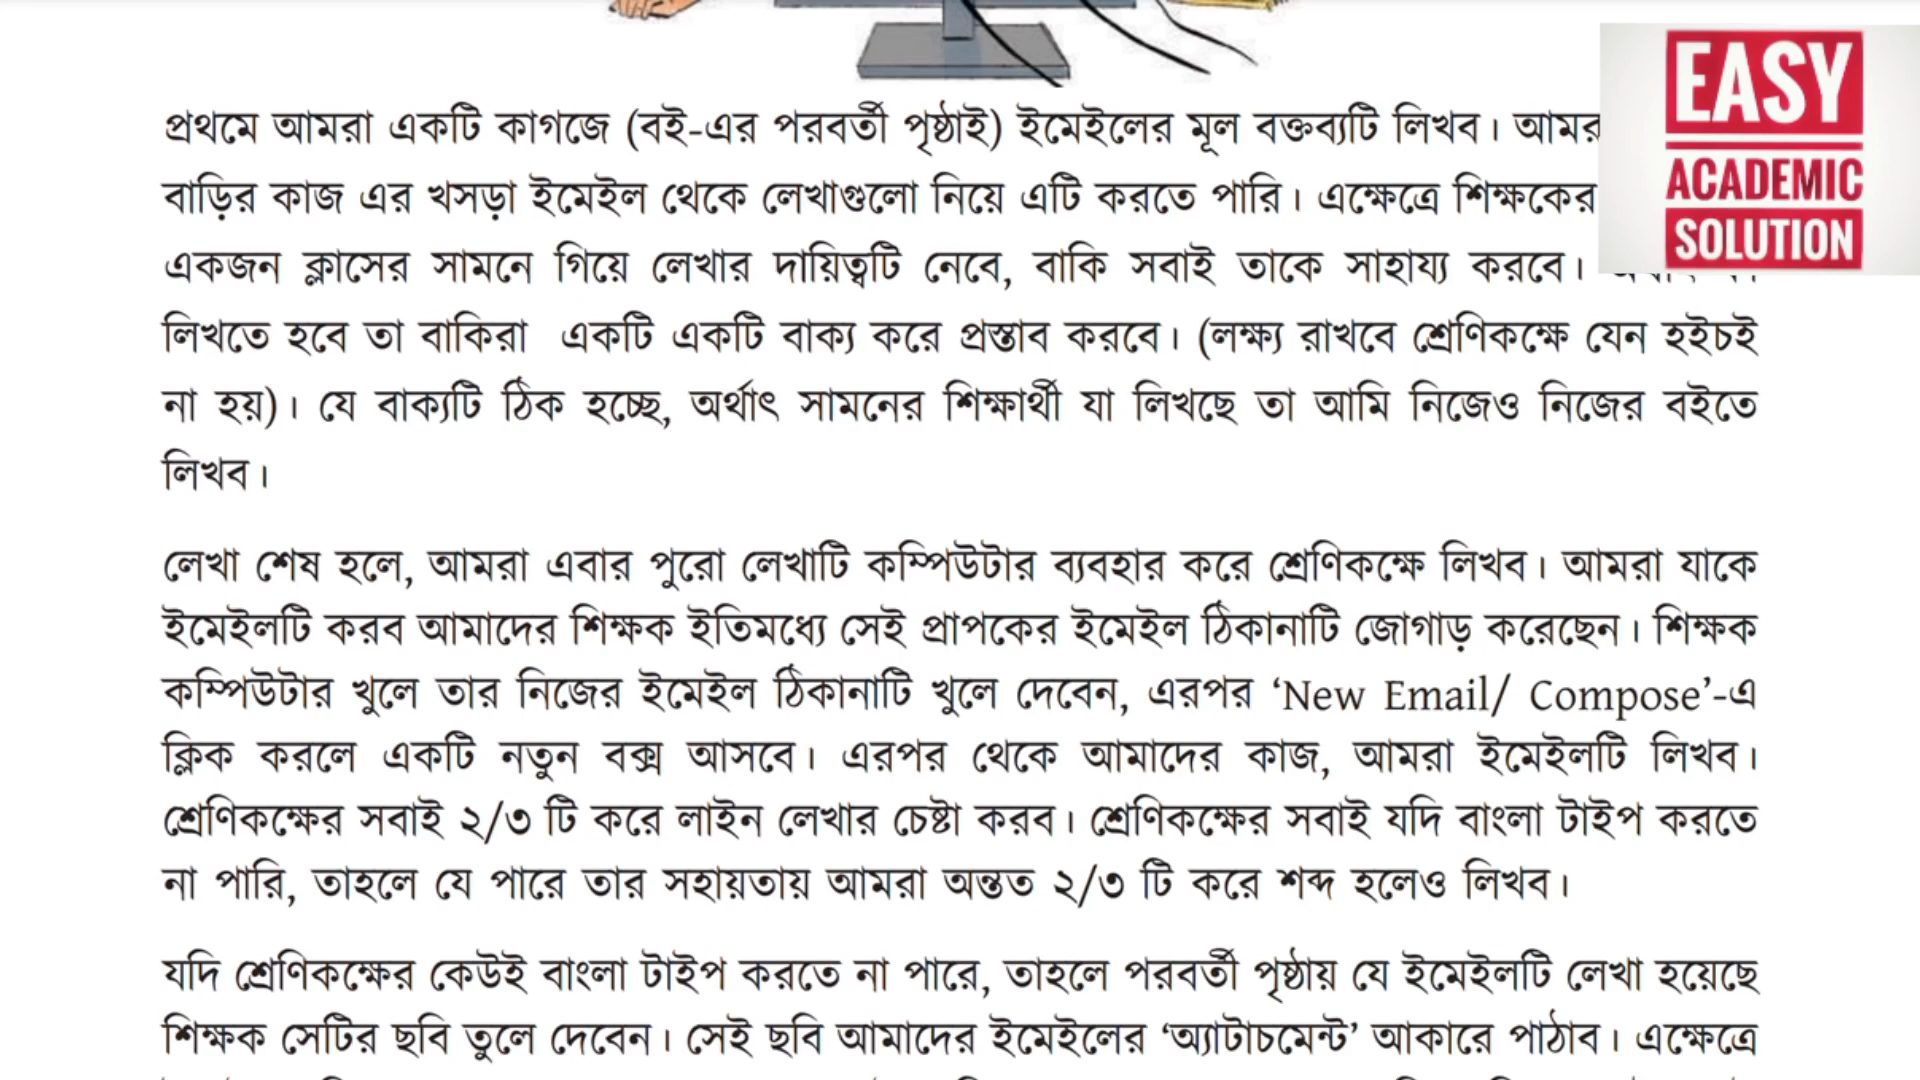 প্রথমে আমরা একটি কাগজে (বই-এর পরবর্তী পৃষ্ঠাই) ইমেইলের মূল বক্তব্যটি লিখব। আমর
বাড়ির কাজ এর খসড়া ইমেইল থেকে লেখাগুলো নিয়ে এটি করতে পারি। এক্ষেত্রে শিক্ষকের
একজন ক্লাসের সামনে গিয়ে লেখার দায়িত্বটি নেবে, বাকি সবাই তাকে সাহায্য করবে।
লিখতে হবে তা বাকিরা একটি একটি বাক্য করে প্রস্তাব করবে। (লক্ষ্য রাখবে শ্রেণিকক্ষে যেন হইচই
না হয়)। যে বাক্যটি ঠিক হচ্ছে, অর্থাৎ সামনের শিক্ষার্থী যা লিখছে তা আমি নিজেও নিজের বইতে
লিখব।
লেখা শেষ হলে, আমরা এবার পুরো লেখাটি কম্পিউটার ব্যবহার করে শ্রেণিকক্ষে লিখব। আমরা যাকে
ইমেইলটি করব আমাদের শিক্ষক ইতিমধ্যে সেই প্রাপকের ইমেইল ঠিকানাটি জোগাড় করেছেন। শিক্ষক
কম্পিউটার খুলে তার নিজের ইমেইল ঠিকানাটি খুলে দেবেন, এরপর ‘New Email/ Compose’-এ
ক্লিক করলে একটি নতুন বক্স আসবে। এরপর থেকে আমাদের কাজ, আমরা ইমেইলটি লিখব।
শ্রেণিকক্ষের সবাই ২/৩ টি করে লাইন লেখার চেষ্টা করব। শ্রেণিকক্ষের সবাই যদি বাংলা টাইপ করতে
না পারি, তাহলে যে পারে তার সহায়তায় আমরা অন্তত ২/৩ টি করে শব্দ হলেও লিখব।
যদি শ্রেণিকক্ষের কেউই বাংলা টাইপ করতে না পারে, তাহলে পরবর্তী পৃষ্ঠায় যে ইমেইলটি লেখা হয়েছে
শিক্ষক সেটির ছবি তুলে দেবেন। সেই ছবি আমাদের ইমেইলের ‘অ্যাটাচমেন্ট’ আকারে পাঠাব। এক্ষেত্রে
EASY
ACADEMIC
SOLUTION